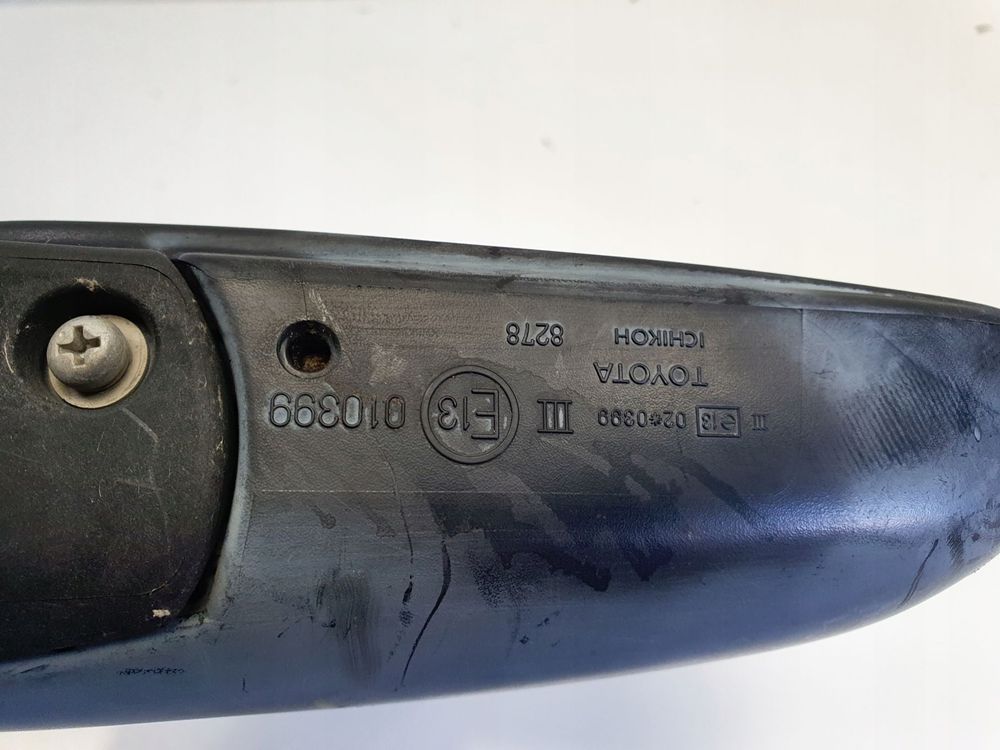 III e13 02*0399
III E13 010399
TOYOTA
ICHIKOH 8278